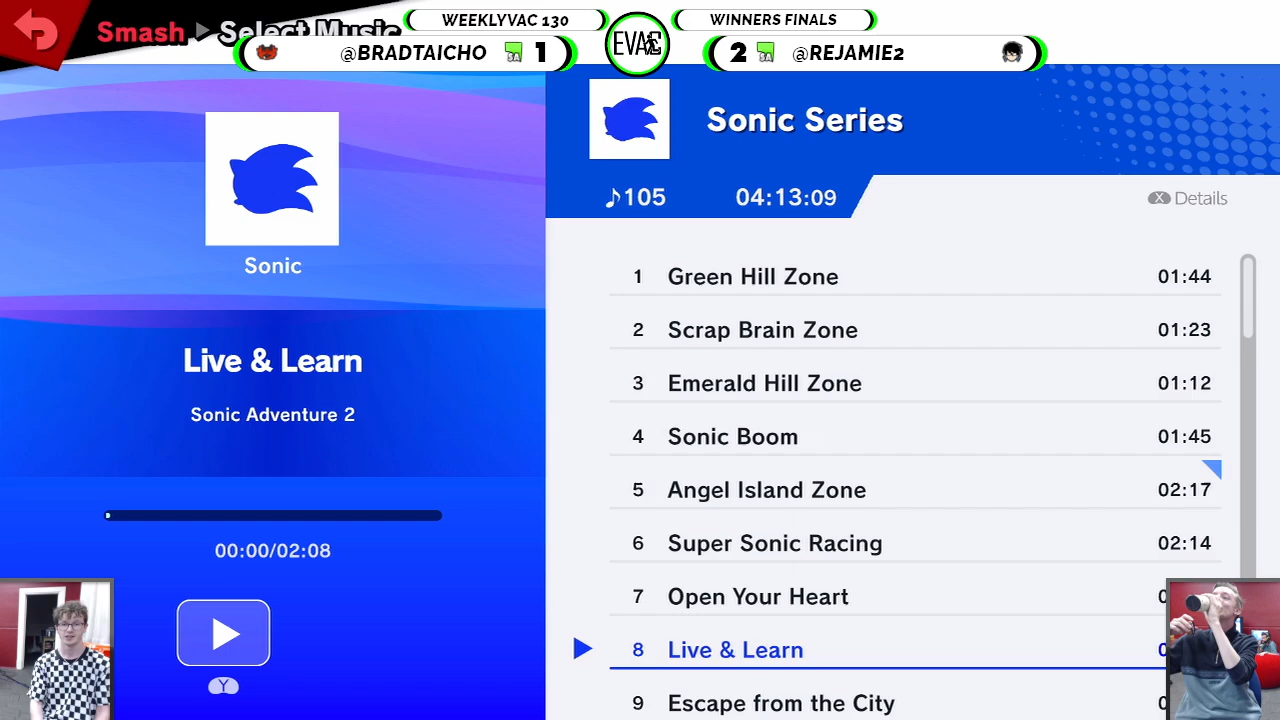 WEEKLYVAC 130
WINNERS FINALS
Smash
Select Music
@BRADTAICHO
SA
1
EVAC
2
SA
@REJAMIE2
Sonic
Live & Learn
Sonic Adventure 2
00:00/02:08
Y
Sonic Series
♪105
04:13:09
X Details
1 Green Hill Zone 01:44
2 Scrap Brain Zone 01:23
3 Emerald Hill Zone 01:12
4 Sonic Boom 01:45
5 Angel Island Zone 02:17
6 Super Sonic Racing 02:14
7 Open Your Heart
8 Live & Learn
9 Escape from the City